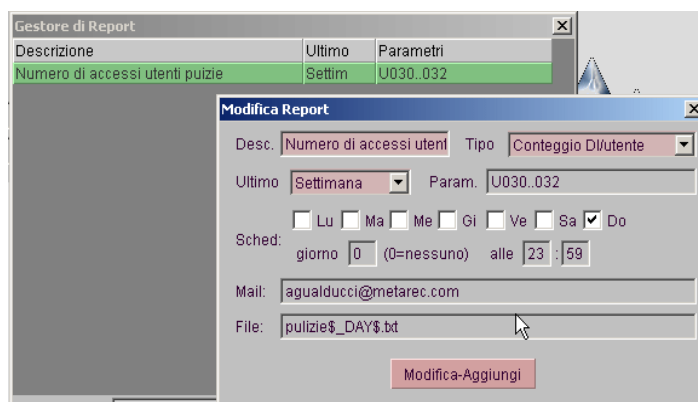 Gestore di Report
Descrizione Ultimo Parametri
Numero di accessi utenti puizie Settim U030..032
Modifica Report
Desc. Numero di accessi utent Tipo Conteggio DI/utente
Ultimo Settimana Param. U030..032
Lu Ma Me Gi Ve Sa Do
Sched:
giorno 0 (0=nessuno) alle 23 : 59
Mail: agualducci@metarec.com
File: pulizie$_DAY$.txt
Modifica-Aggiungi